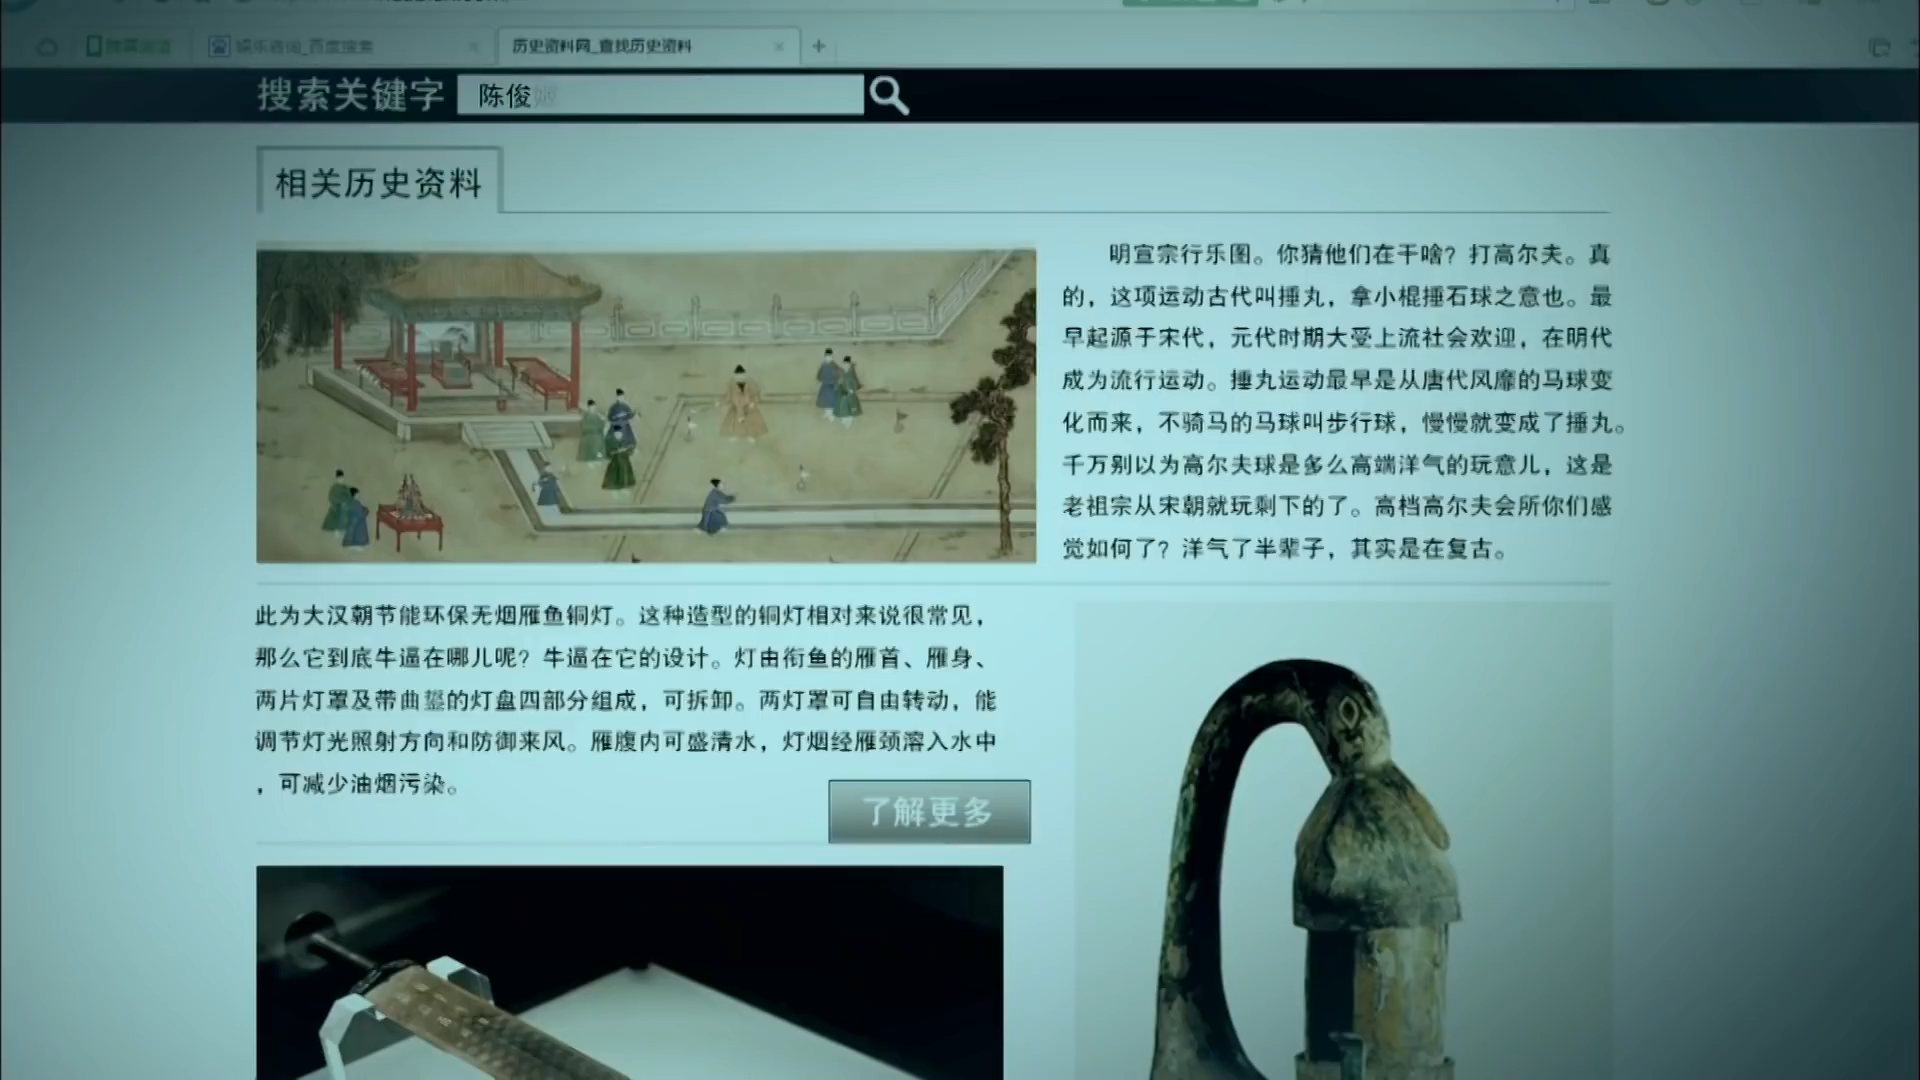 娱乐咨询_百度搜索
历史资料网_查找历史资料
搜索关键字 陈俊
相关历史资料
明宣宗行乐图。你猜他们在干啥？打高尔夫。真
的，这项运动古代叫捶丸，拿小棍捶石球之意也。最
早起源于宋代，元代时期大受上流社会欢迎，在明代
成为流行运动。捶丸运动最早是从唐代风靡的马球变
化而来，不骑马的马球叫步行球，慢慢就变成了捶丸。
千万别以为高尔夫球是多么高端洋气的玩意儿，这是
老祖宗从宋朝就玩剩下的了。高档高尔夫会所你们感
觉如何了？洋气了半辈子，其实是在复古。
此为大汉朝节能环保无烟雁鱼铜灯。这种造型的铜灯相对来说很常见，
那么它到底牛逼在哪儿呢？牛逼在它的设计。灯由衔鱼的雁首、雁身、
两片灯罩及带曲鋬的灯盘四部分组成，可拆卸。两灯罩可自由转动，能
调节灯光照射方向和防御来风。雁腹内可盛清水，灯烟经雁颈溶入水中
，可减少油烟污染。
了解更多